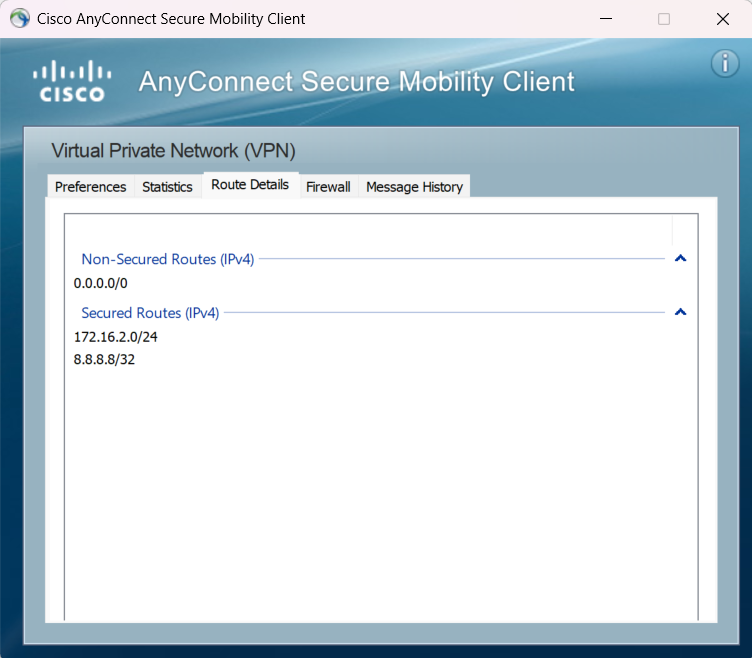 Cisco AnyConnect Secure Mobility Client
CISCO
AnyConnect Secure Mobility Client
Virtual Private Network (VPN)
Preferences Statistics Route Details Firewall Message History
Non-Secured Routes (IPv4)
0.0.0.0/0
Secured Routes (IPv4)
172.16.2.0/24
8.8.8.8/32